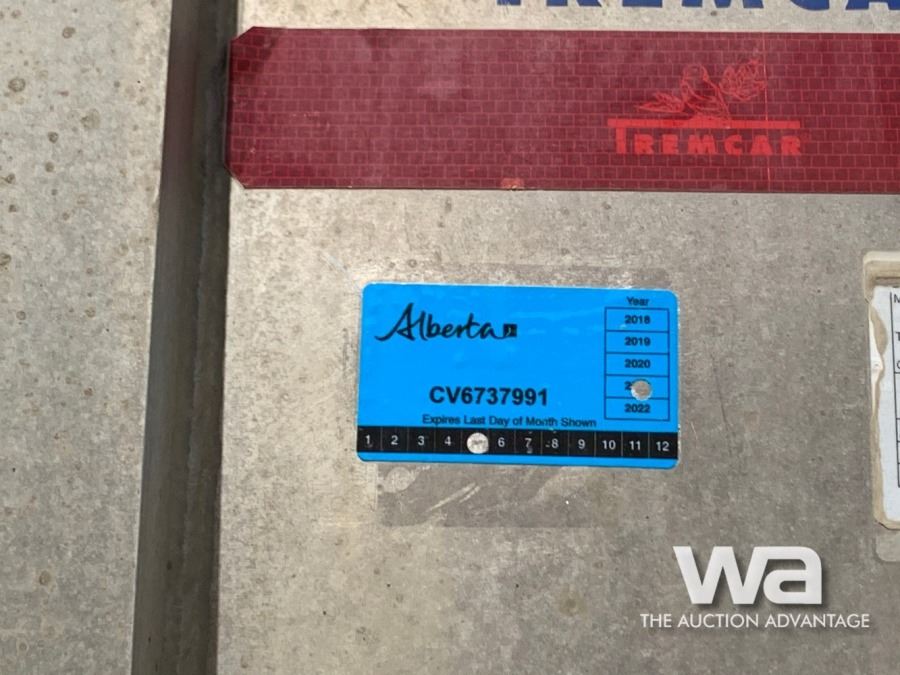 TREMCAR
TREMCAR
Alberta
Year
2018
2019
2020
2022
CV6737991
Expires Last Day of Month Shown
1 2 3 4 6 7 8 9 10 11 12
wa
THE AUCTION ADVANTAGE